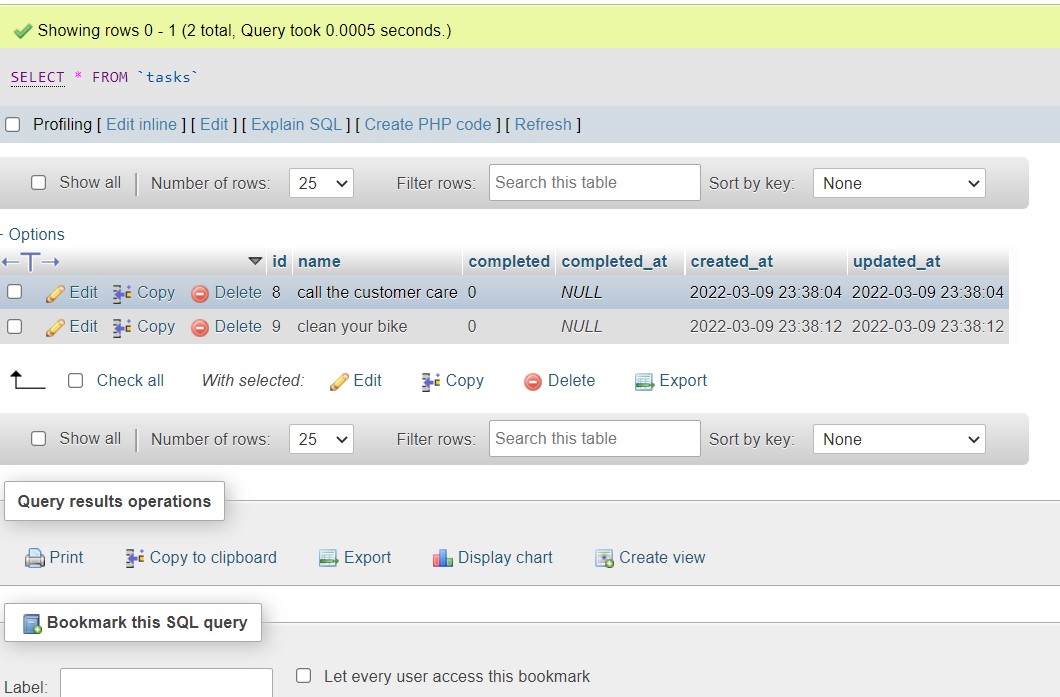 Showing rows 0 - 1 (2 total, Query took 0.0005 seconds.)
SELECT * FROM `tasks`
Profiling [ Edit inline ] [ Edit ] [ Explain SQL ] [ Create PHP code ] [ Refresh ]
Show all Number of rows: 25 Filter rows: Search this table Sort by key: None
Options
id name completed completed_at created_at updated_at
Edit Copy Delete 8 call the customer care 0 NULL 2022-03-09 23:38:04 2022-03-09 23:38:04
Edit Copy Delete 9 clean your bike 0 NULL 2022-03-09 23:38:12 2022-03-09 23:38:12
Check all With selected: Edit Copy Delete Export
Show all Number of rows: 25 Filter rows: Search this table Sort by key: None
Query results operations
Print Copy to clipboard Export Display chart Create view
Bookmark this SQL query
Label: Let every user access this bookmark